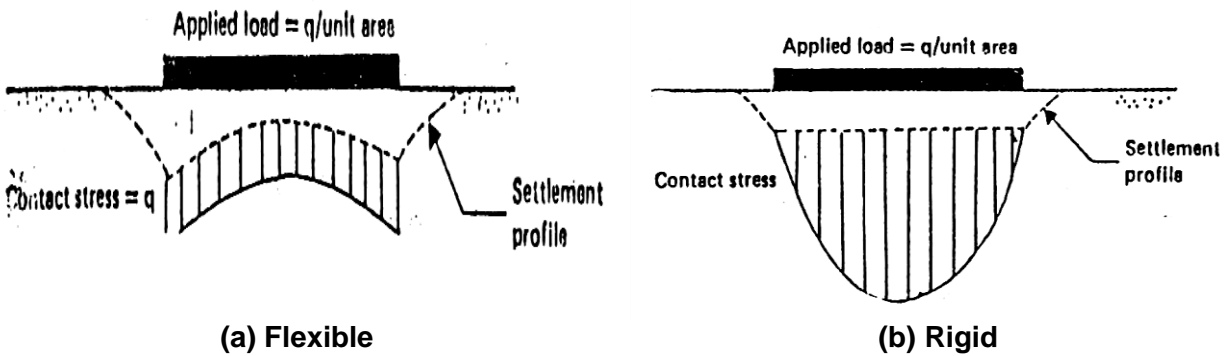 Applied load = q/unit area
Contact stress = q
Settlement
profile
(a) Flexible
Applied load = q/unit area
Contact stress
Settlement
profile
(b) Rigid